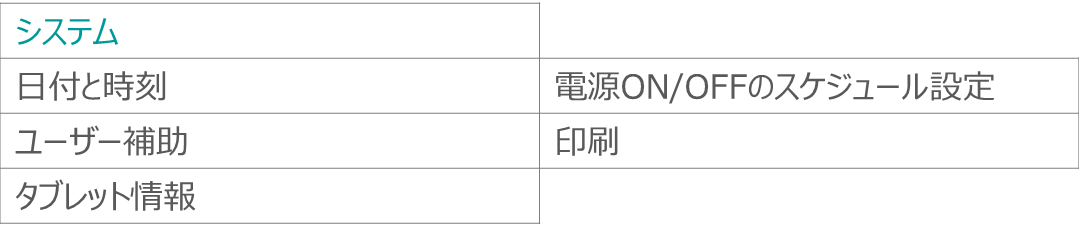 システム
日付と時刻
電源ON/OFFのスケジュール設定
ユーザー補助
印刷
タブレット情報